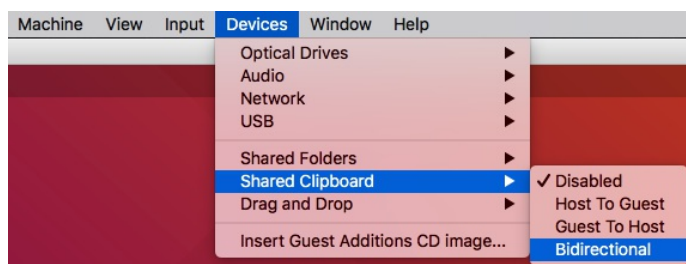 Machine View Input Devices Window Help
Optical Drives
Audio
Network
USB
Shared Folders
Shared Clipboard
Drag and Drop
Insert Guest Additions CD image...
✓ Disabled
Host To Guest
Guest To Host
Bidirectional